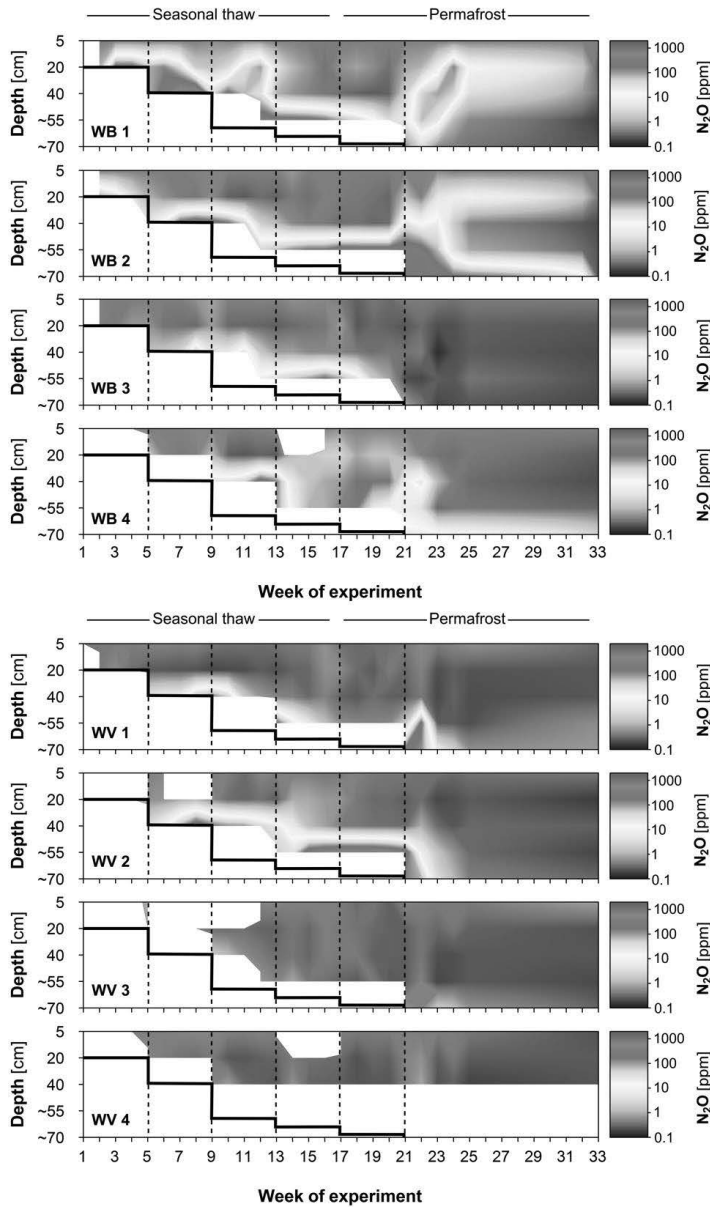 Seasonal thaw Permafrost
5
20
40
~55
~70
Depth [cm]
WB 1
1000
100
10
1
0.1
N₂O [ppm]
5
20
40
~55
~70
Depth [cm]
WB 2
1000
100
10
1
0.1
N₂O [ppm]
5
20
40
~55
~70
Depth [cm]
WB 3
1000
100
10
1
0.1
N₂O [ppm]
5
20
40
~55
~70
Depth [cm]
WB 4
1000
100
10
1
0.1
N₂O [ppm]
1 3 5 7 9 11 13 15 17 19 21 23 25 27 29 31 33
Week of experiment
Seasonal thaw Permafrost
5
20
40
~55
~70
Depth [cm]
WV 1
1000
100
10
1
0.1
N₂O [ppm]
5
20
40
~55
~70
Depth [cm]
WV 2
1000
100
10
1
0.1
N₂O [ppm]
5
20
40
~55
~70
Depth [cm]
WV 3
1000
100
10
1
0.1
N₂O [ppm]
5
20
40
~55
~70
Depth [cm]
WV 4
1000
100
10
1
0.1
N₂O [ppm]
1 3 5 7 9 11 13 15 17 19 21 23 25 27 29 31 33
Week of experiment